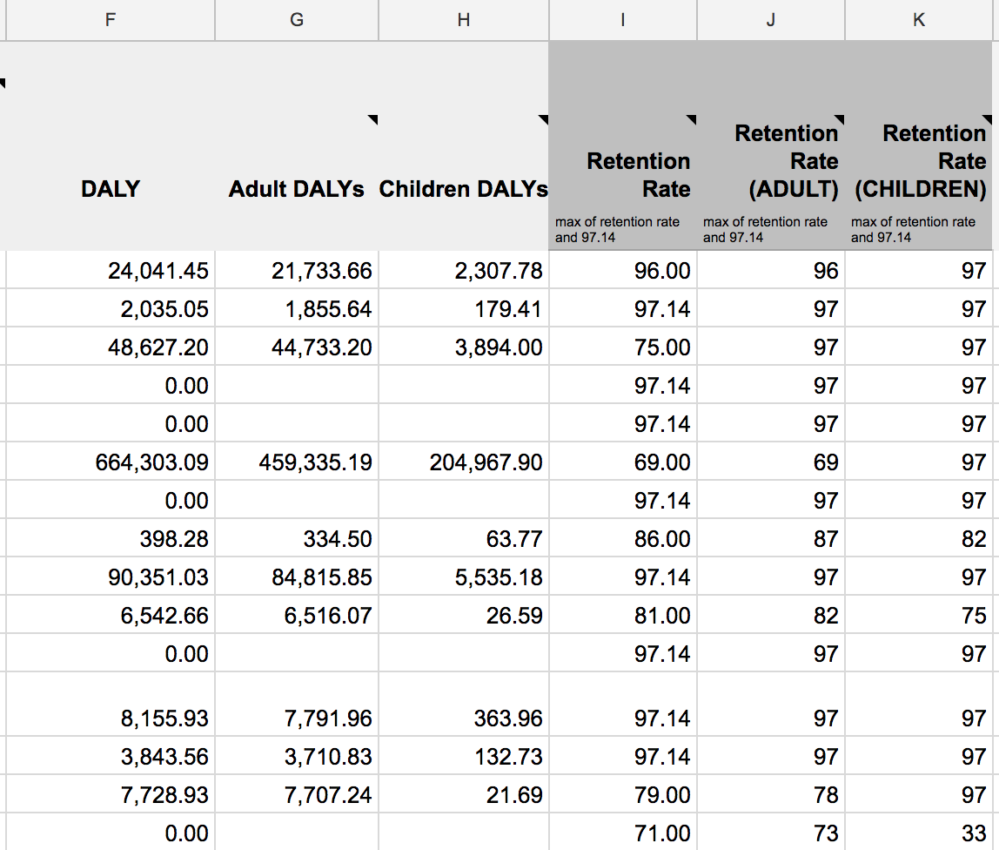 F G H I J K
DALY Adult DALYs Children DALYs Retention Rate Retention Rate (ADULT) Retention Rate (CHILDREN)
max of retention rate and 97.14 max of retention rate and 97.14 max of retention rate and 97.14
24,041.45 21,733.66 2,307.78 96.00 96 97
2,035.05 1,855.64 179.41 97.14 97 97
48,627.20 44,733.20 3,894.00 75.00 97 97
0.00 97.14 97 97
0.00 97.14 97 97
664,303.09 459,335.19 204,967.90 69.00 69 97
0.00 97.14 97 97
398.28 334.50 63.77 86.00 87 82
90,351.03 84,815.85 5,535.18 97.14 97 97
6,542.66 6,516.07 26.59 81.00 82 75
0.00 97.14 97 97
8,155.93 7,791.96 363.96 97.14 97 97
3,843.56 3,710.83 132.73 97.14 97 97
7,728.93 7,707.24 21.69 79.00 78 97
0.00 71.00 73 33